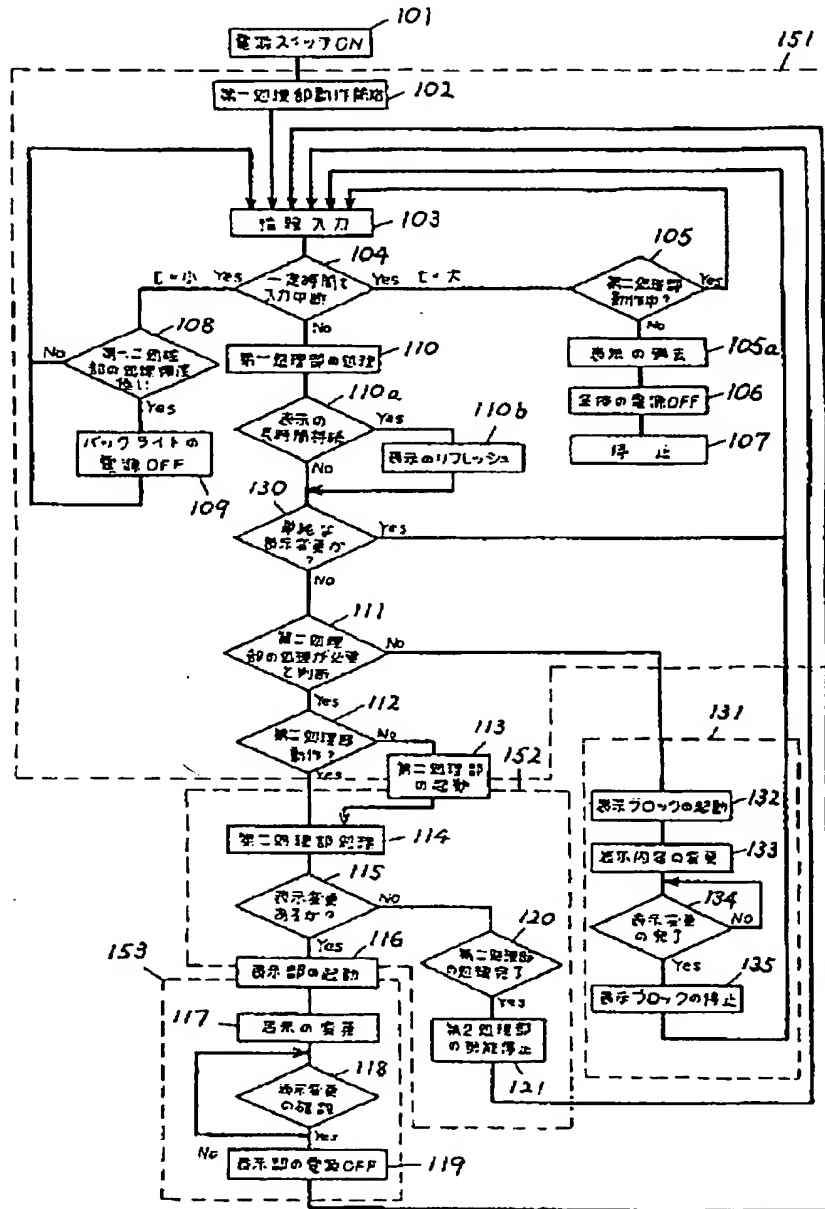 101
電源スイッチON
151
第一処理部動作開始
102
情報入力
103
104
一定時間t
入力中断
t=小 Yes
Yes t=大
No
105
第二処理部
動作中?
Yes
No
表示の消去
105a
全体の電源OFF
106
停止
107
108
第一二処理
部の処理頻度
No
Yes
バックライトの
電源OFF
109
第一処理部の処理
110
110a
表示の
長時間持続
Yes
No
110b
表示のリフレッシュ
130
単純な
表示変更か
?
Yes
No
111
第二処理
部の処理が必要
と判断
No
Yes
112
第二処理部
動作?
No
Yes
113
第二処理部
の起動
152
第二処理部処理
114
115
表示変更
あるか?
No
Yes
116
表示部の起動
153
117
表示の変更
118
表示変更
の確認
Yes
No
表示部の電源OFF
119
120
第二処理部
の処理完了
Yes
第2処理部
の機能停止
121
131
表示ブロックの起動
132
表示内容の変更
133
134
表示変更
の完了
No
Yes
135
表示ブロックの停止